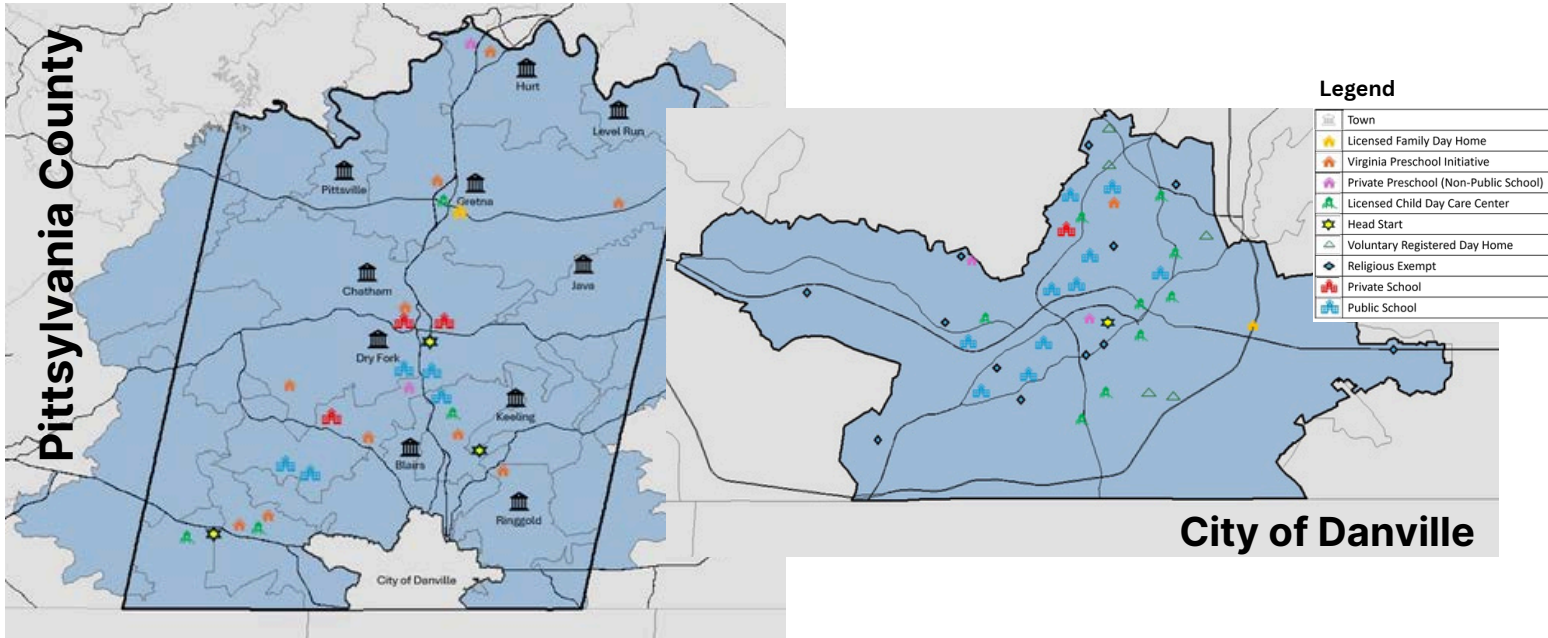 Pittsylvania County
Hurt
Level Run
Pittsville
Gretna
Chatham
Java
Dry Fork
Keeling
Blairs
Ringgold
City of Danville
City of Danville
Legend
Town
Licensed Family Day Home
Virginia Preschool Initiative
Private Preschool (Non-Public School)
Licensed Child Day Care Center
Head Start
Voluntary Registered Day Home
Religious Exempt
Private School
Public School